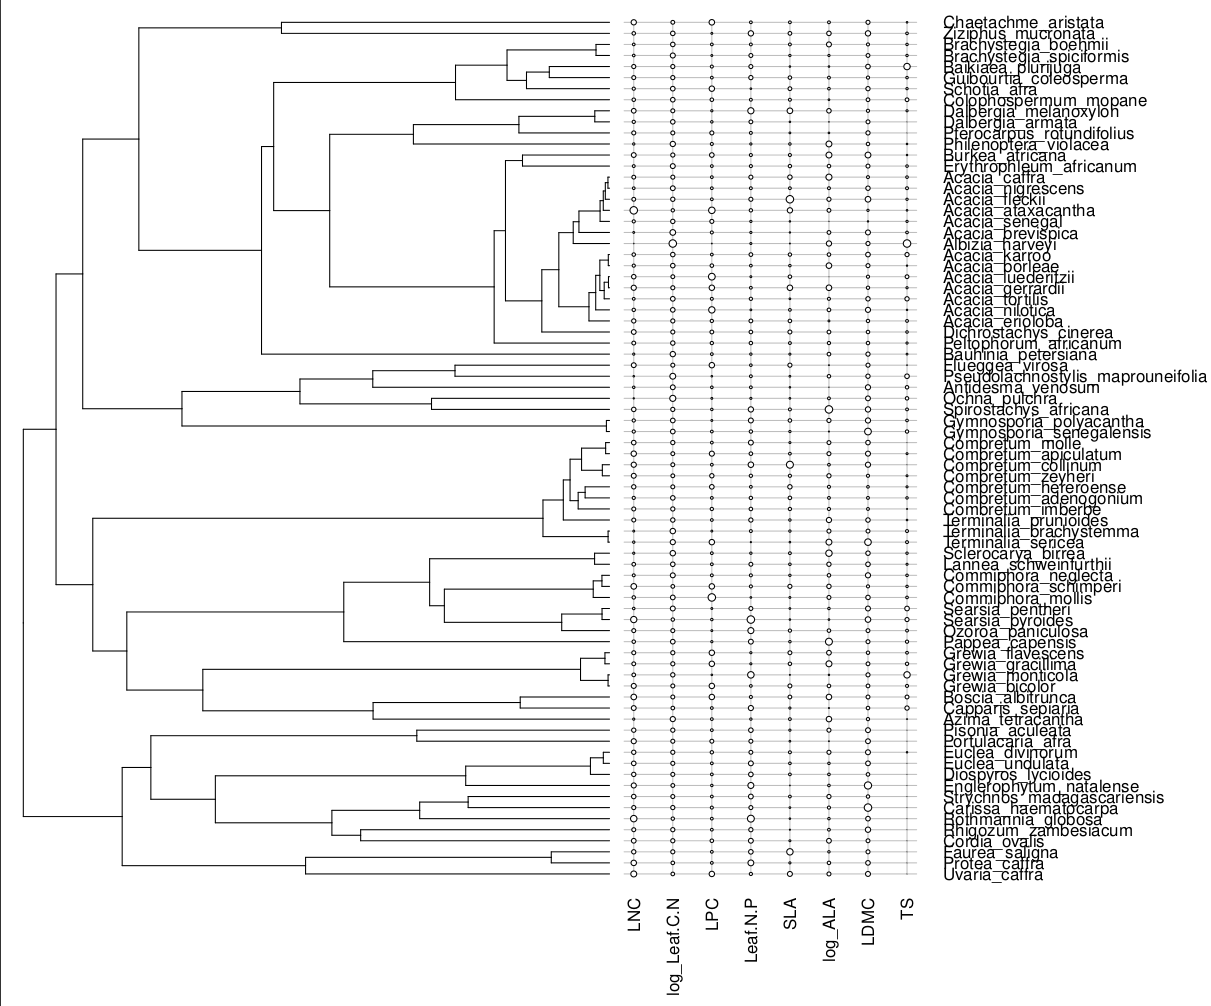 Chaetachme_aristata
Ziziphus_mucronata
Brachystegia_boehmii
Brachystegia_spiciformis
Baikiaea_plurijuga
Guibourtia_coleosperma
Schotia_afra
Colophospermum_mopane
Dalbergia_melanoxylon
Dalbergia_armata
Pterocarpus_rotundifolius
Philenoptera_violacea
Burkea_africana
Erythrophleum_africanum
Acacia_caffra
Acacia_nigrescens
Acacia_fleckii
Acacia_ataxacantha
Acacia_senegal
Acacia_brevispica
Albizia_harveyi
Acacia_karroo
Acacia_borleae
Acacia_luederitzii
Acacia_gerrardii
Acacia_tortilis
Acacia_nilotica
Acacia_erioloba
Dichrostachys_cinerea
Peltophorum_africanum
Bauhinia_petersiana
Flueggea_virosa
Pseudolachnostylis_maprouneifolia
Antidesma_venosum
Ochna_pulchra
Spirostachys_africana
Gymnosporia_polyacantha
Gymnosporia_senegalensis
Combretum_molle
Combretum_apiculatum
Combretum_collinum
Combretum_zeyheri
Combretum_hereroense
Combretum_adenogonium
Combretum_imberbe
Terminalia_prunioides
Terminalia_brachystemma
Terminalia_sericea
Sclerocarya_birrea
Lannea_schweinfurthii
Commiphora_neglecta
Commiphora_schimperi
Commiphora_mollis
Searsia_pentheri
Searsia_pyroides
Ozoroa_paniculosa
Pappea_capensis
Grewia_flavescens
Grewia_gracillima
Grewia_monticola
Grewia_bicolor
Boscia_albitrunca
Capparis_sepiaria
Azima_tetracantha
Pisonia_aculeata
Portulacaria_afra
Euclea_divinorum
Euclea_undulata
Diospyros_lycioides
Englerophytum_natalense
Strychnos_madagascariensis
Carissa_haematocarpa
Rothmannia_globosa
Rhigozum_zambesiacum
Cordia_ovalis
Faurea_saligna
Protea_caffra
Uvaria_caffra
LNC
log_Leaf.C.N
LPC
Leaf.N.P
SLA
log_ALA
LDMC
TS